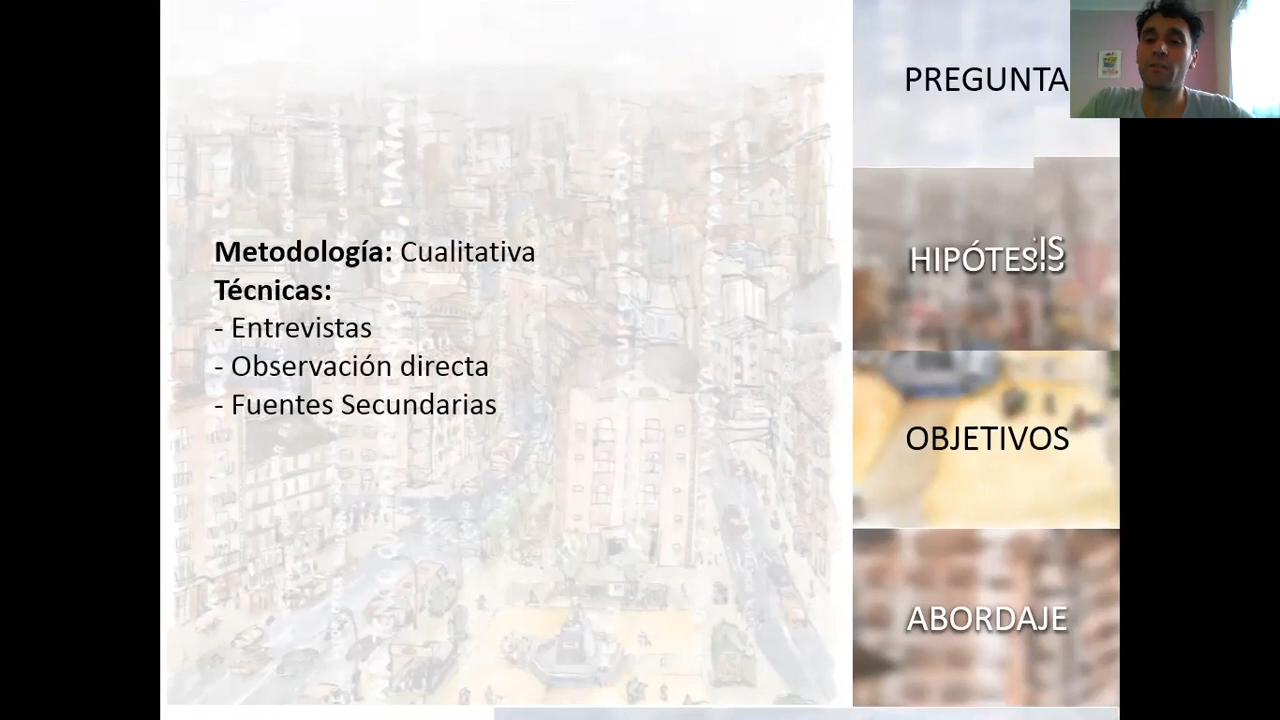 Metodología: Cualitativa
Técnicas:
- Entrevistas
- Observación directa
- Fuentes Secundarias
PREGUNTA
HIPÓTESIS
OBJETIVOS
ABORDAJE